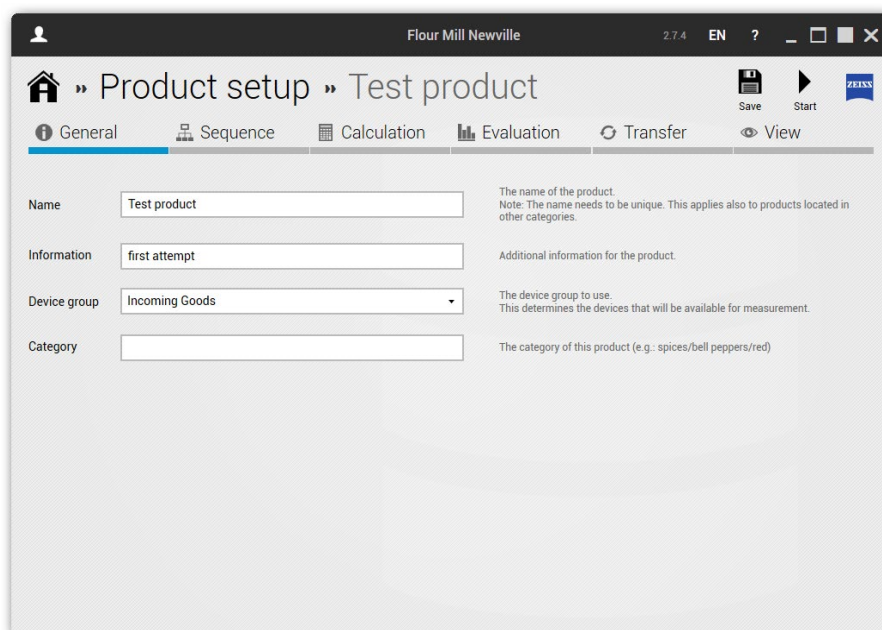 Flour Mill Newville 2.7.4 EN ?
» Product setup » Test product
Save Start ZEISS
General Sequence Calculation Evaluation Transfer View
Name Test product
The name of the product.
Note: The name needs to be unique. This applies also to products located in
other categories.
Information first attempt Additional information for the product.
Device group Incoming Goods
The device group to use.
This determines the devices that will be available for measurement.
Category The category of this product (e.g.: spices/bell peppers/red)